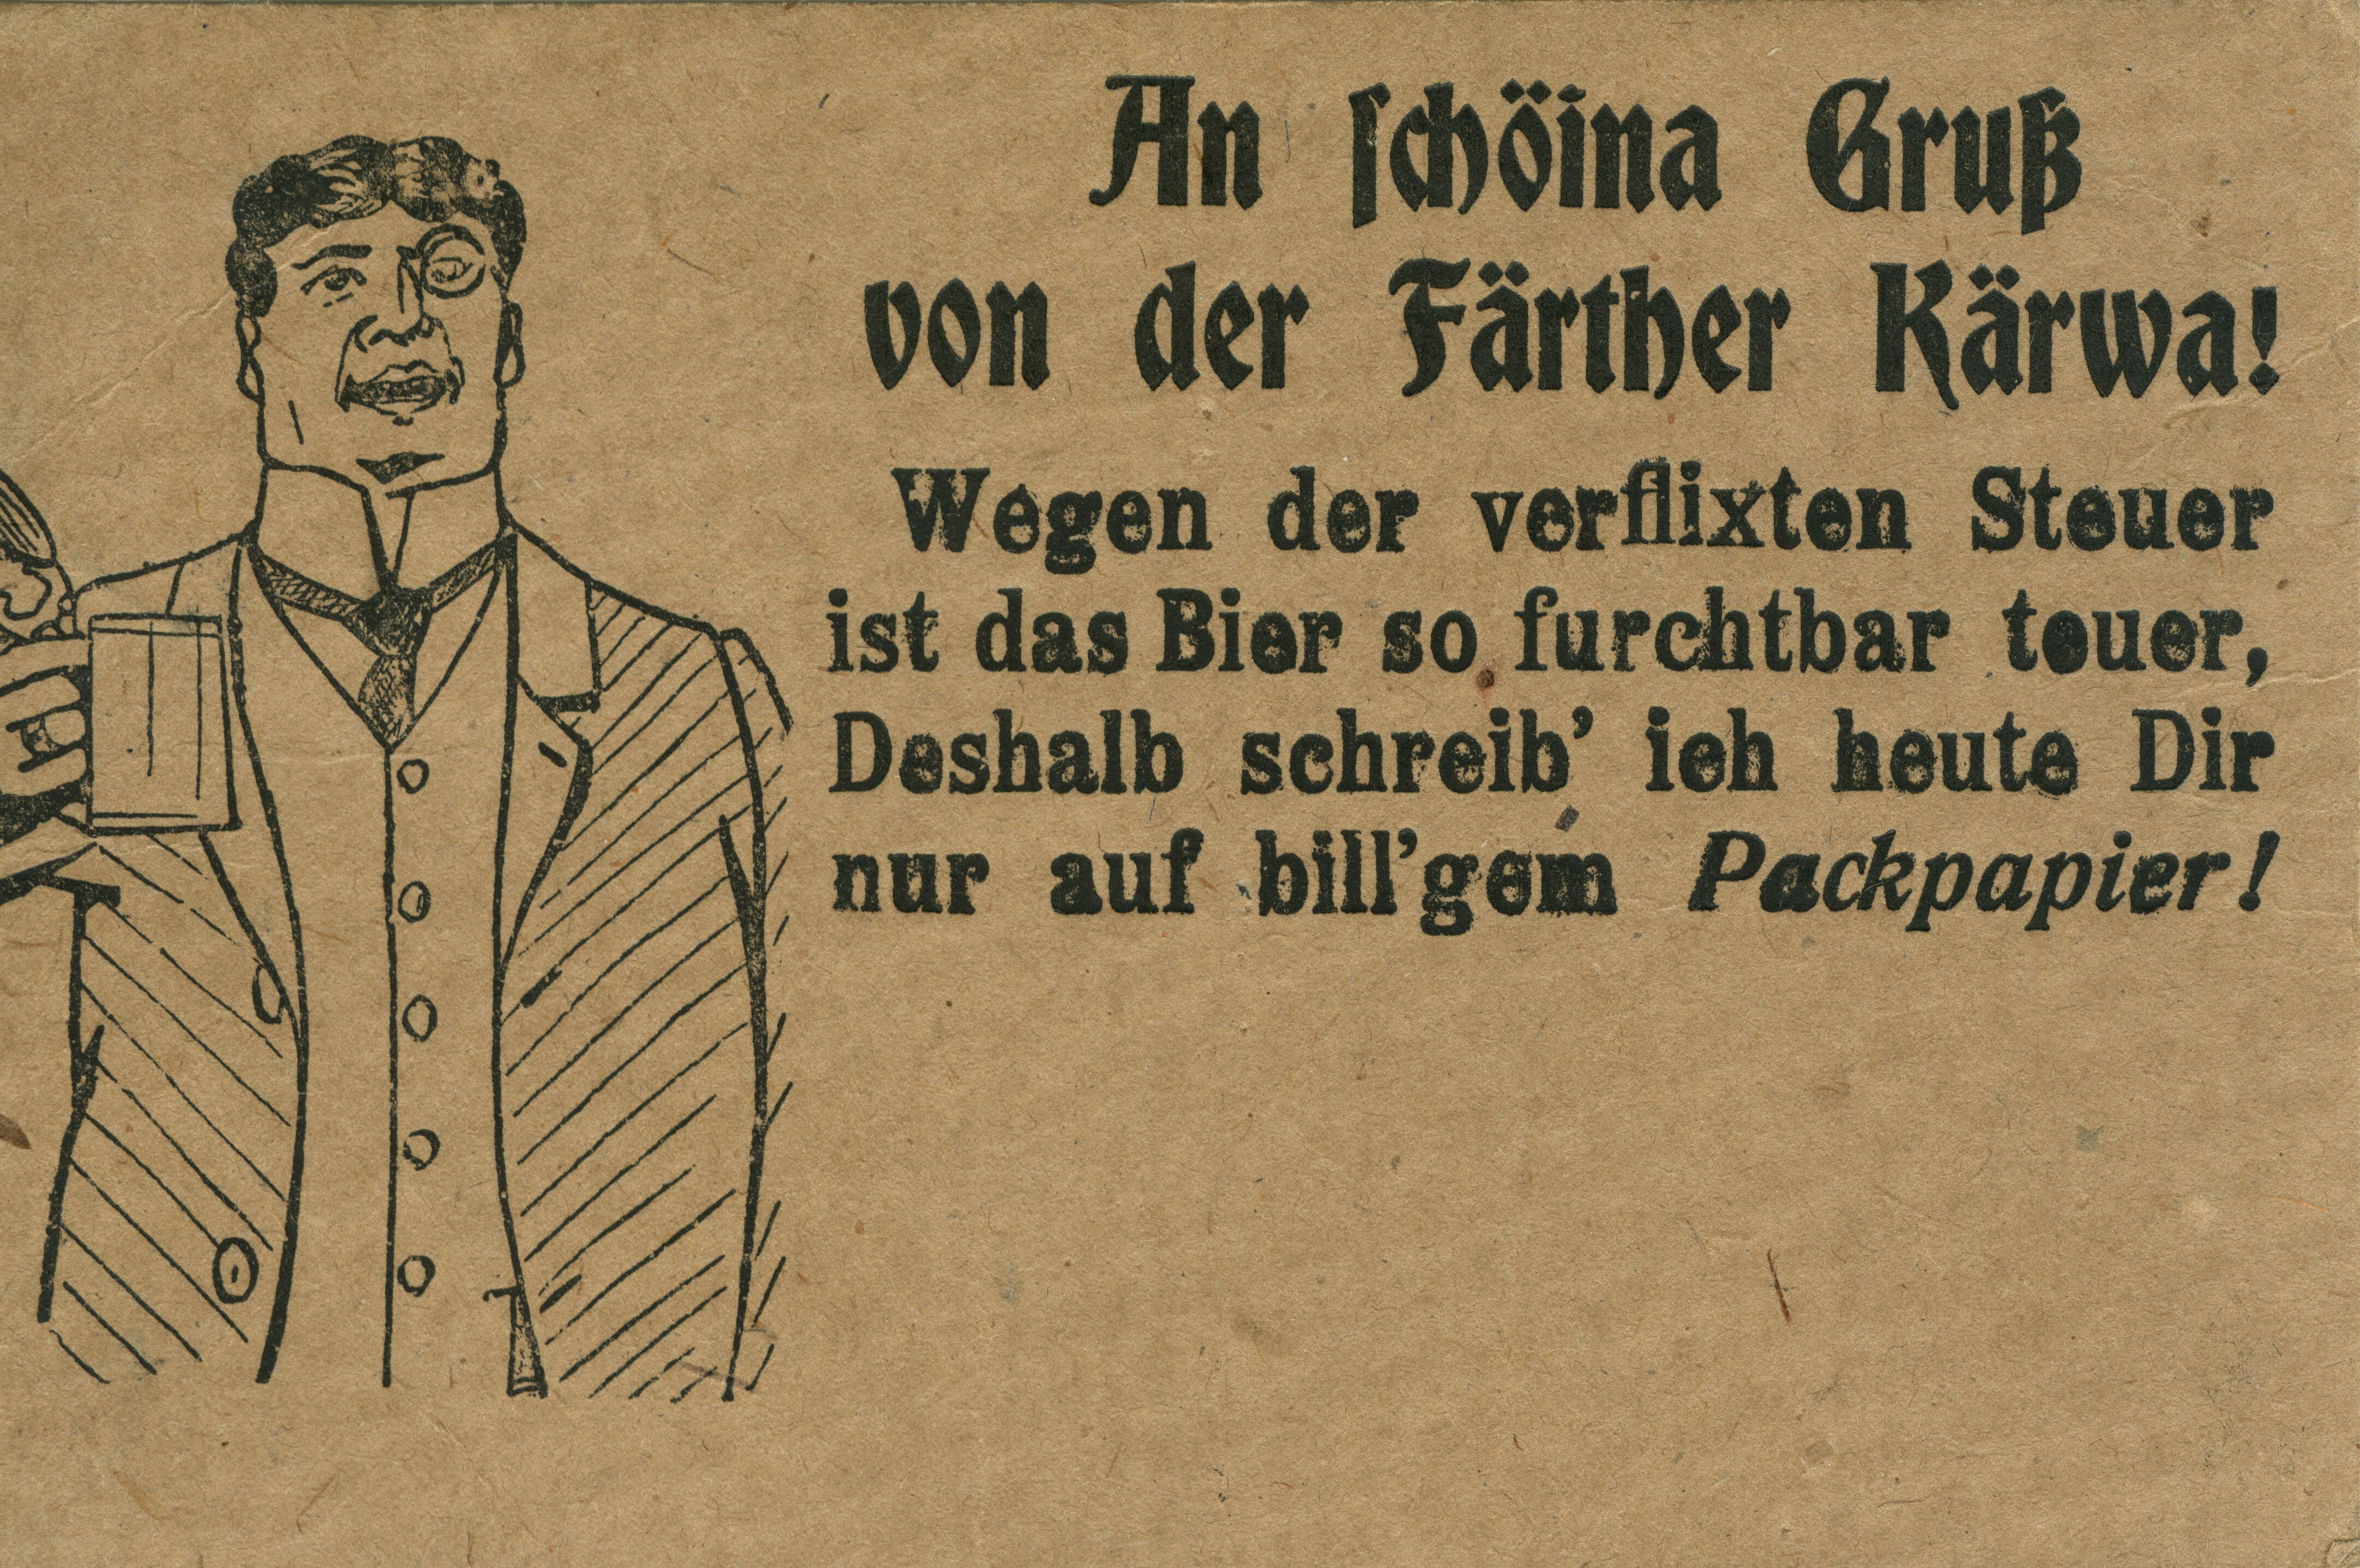 An schöina Gruß
von der Färther Kärwa!
Wegen der verflixten Steuer
ist das Bier so furchtbar teuer,
Deshalb schreib’ ich heute Dir
nur auf bill’gem Packpapier!